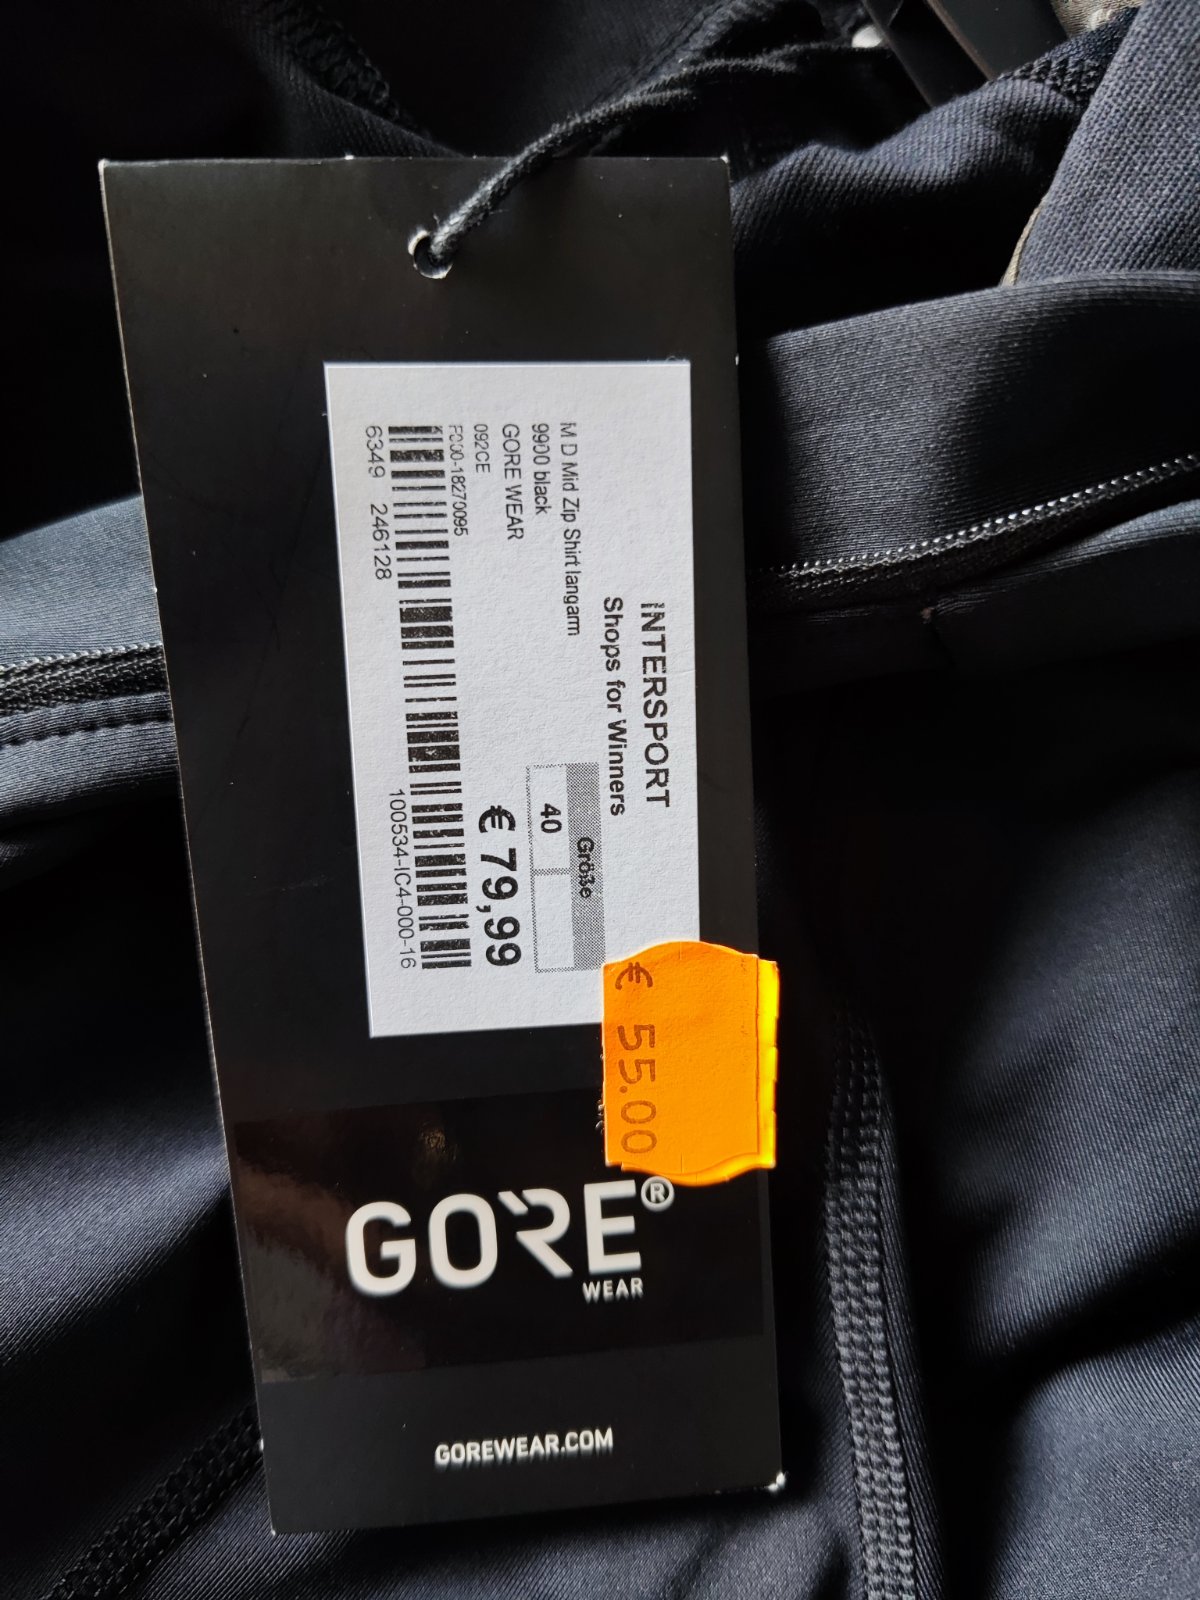 INTERSPORT
Shops for Winners
M D Mid Zip Shirt langarm
9900 black
GORE WEAR
092CE
F000-18270095
Größe
40
€ 79,99
6349 246128
100534-IC4-000-16
€ 55.00
GORE®
WEAR
GOREWEAR.COM